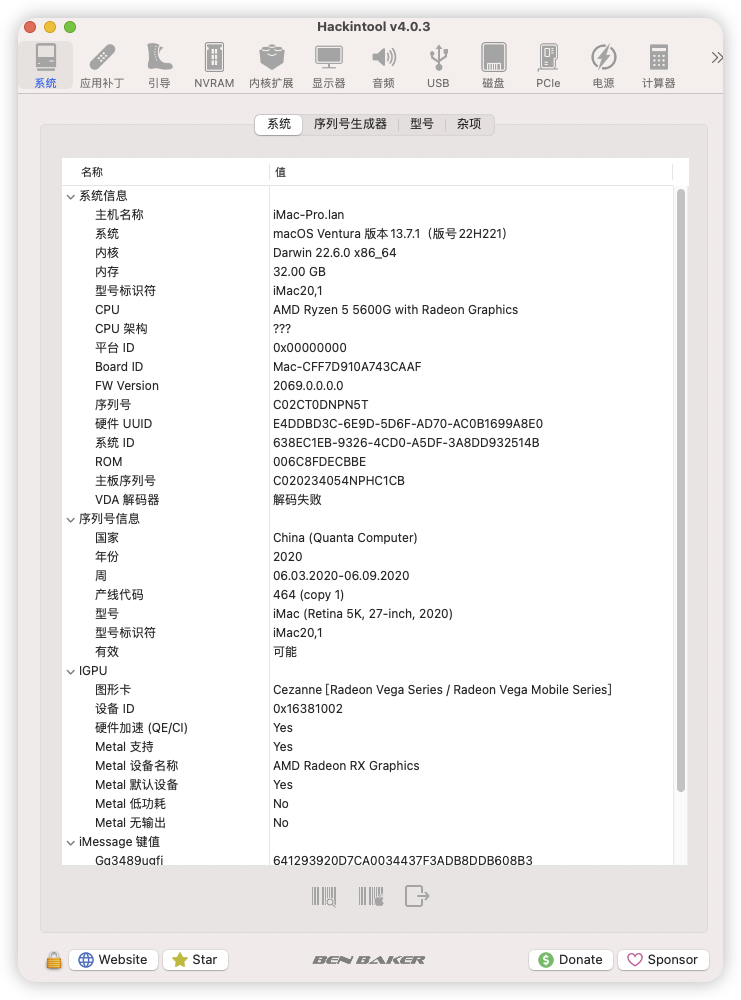 Hackintool v4.0.3
系统 应用补丁 引导 NVRAM 内核扩展 显示器 音频 USB 磁盘 PCIe 电源 计算器
系统 序列号生成器 型号 杂项
名称 值
系统信息
主机名称 iMac-Pro.lan
系统 macOS Ventura 版本 13.7.1（版号 22H221）
内核 Darwin 22.6.0 x86_64
内存 32.00 GB
型号标识符 iMac20,1
CPU AMD Ryzen 5 5600G with Radeon Graphics
CPU 架构 ???
平台 ID 0x00000000
Board ID Mac-CFF7D910A743CAAF
FW Version 2069.0.0.0.0
序列号 C02CT0DNPN5T
硬件 UUID E4DDBD3C-6E9D-5D6F-AD70-AC0B1699A8E0
系统 ID 638EC1EB-9326-4CD0-A5DF-3A8DD932514B
ROM 006C8FDECBBE
主板序列号 C020234054NPHC1CB
VDA 解码器 解码失败
序列号信息
国家 China (Quanta Computer)
年份 2020
周 06.03.2020-06.09.2020
产线代码 464 (copy 1)
型号 iMac (Retina 5K, 27-inch, 2020)
型号标识符 iMac20,1
有效 可能
IGPU
图形卡 Cezanne [Radeon Vega Series / Radeon Vega Mobile Series]
设备 ID 0x16381002
硬件加速 (QE/CI) Yes
Metal 支持 Yes
Metal 设备名称 AMD Radeon RX Graphics
Metal 默认设备 Yes
Metal 低功耗 No
Metal 无输出 No
iMessage 键值
Gq3489ugfi 641293920D7CA0034437F3ADB8DDB608B3
Website Star BEN BAKER Donate Sponsor